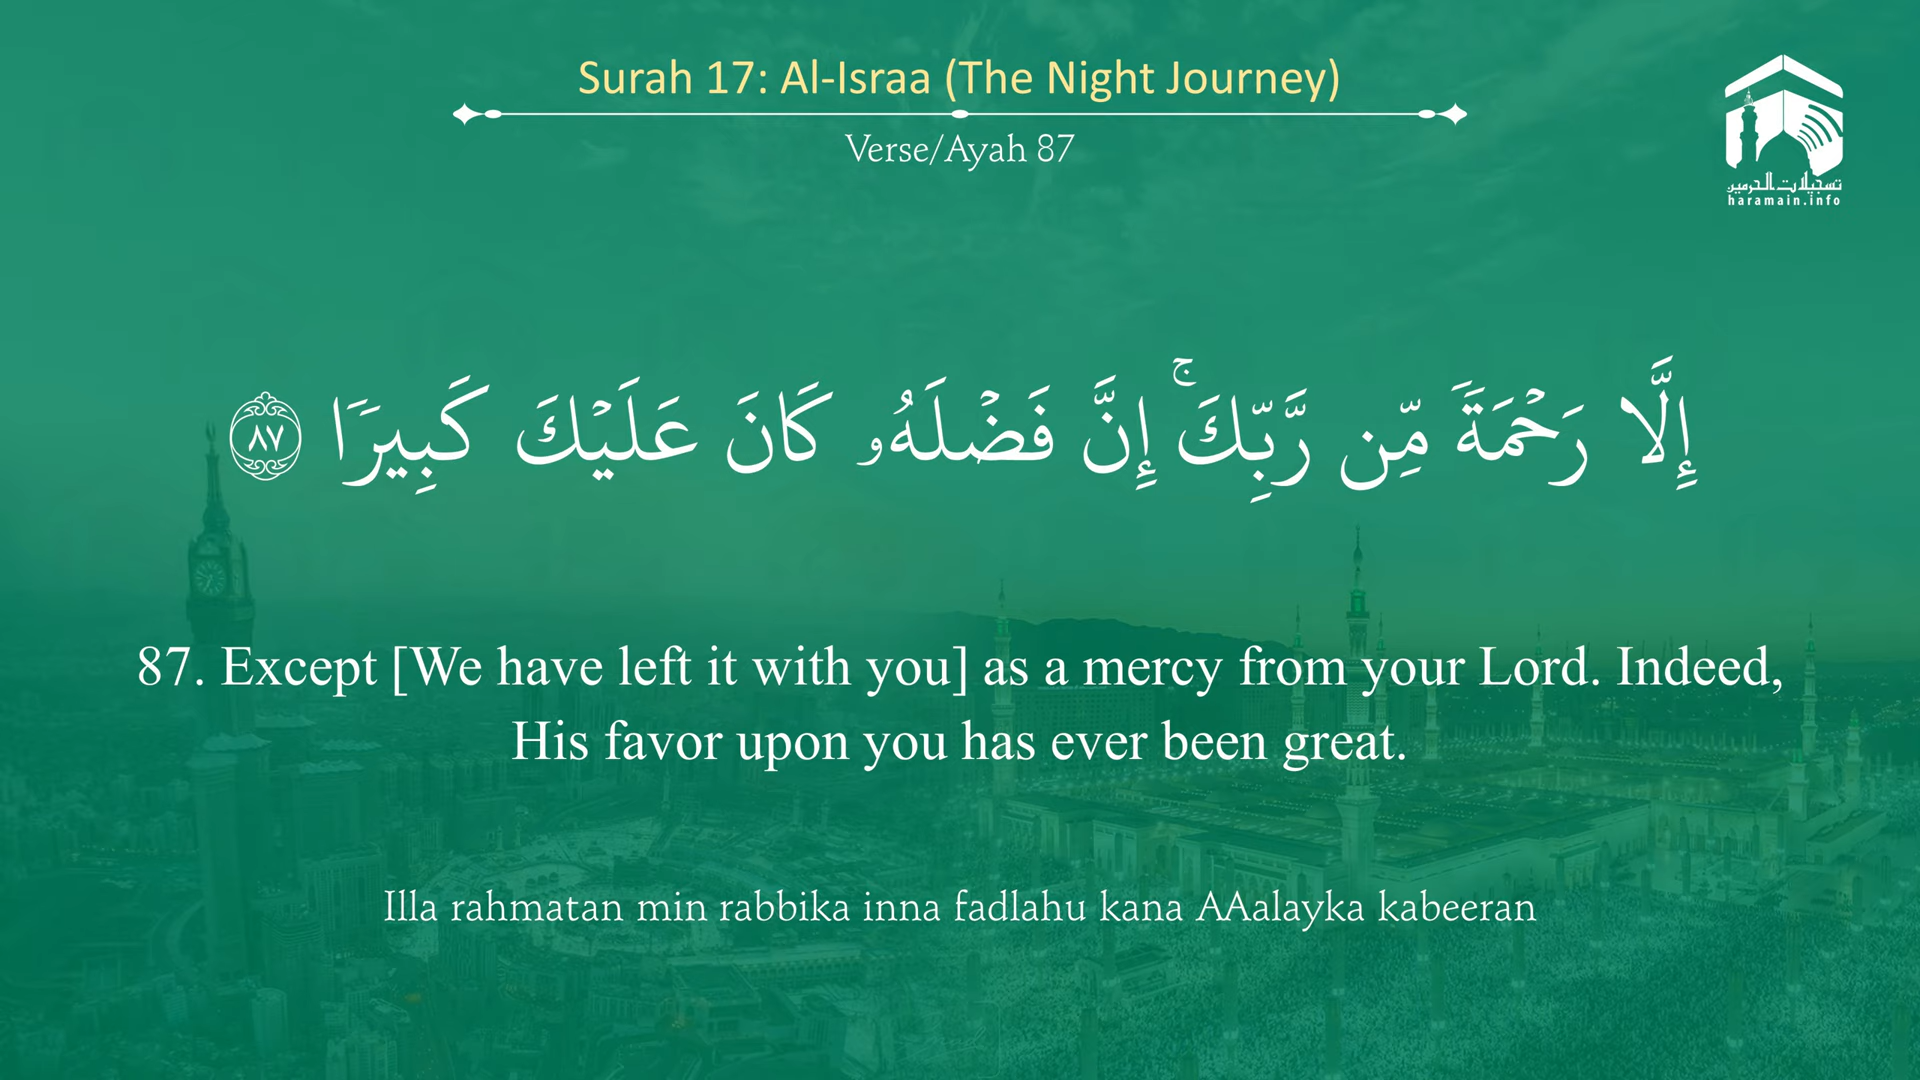 Surah 17: Al-Israa (The Night Journey)
Verse/Ayah 87
تسجيلات الحرمين
haramain.info
إِلَّا رَحْمَةً مِّن رَّبِّكَ ۚ إِنَّ فَضْلَهُۥ كَانَ عَلَيْكَ كَبِيرًا ٨٧
87. Except [We have left it with you] as a mercy from your Lord. Indeed,
His favor upon you has ever been great.
Illa rahmatan min rabbika inna fadlahu kana AAalayka kabeeran